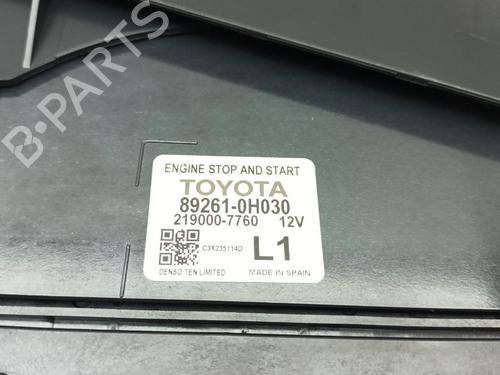 B-PARTS
ENGINE STOP AND START
TOYOTA
89261-0H030
219000-7760 12V
C3X235114D
L1
DENSO TEN LIMITED
MADE IN SPAIN